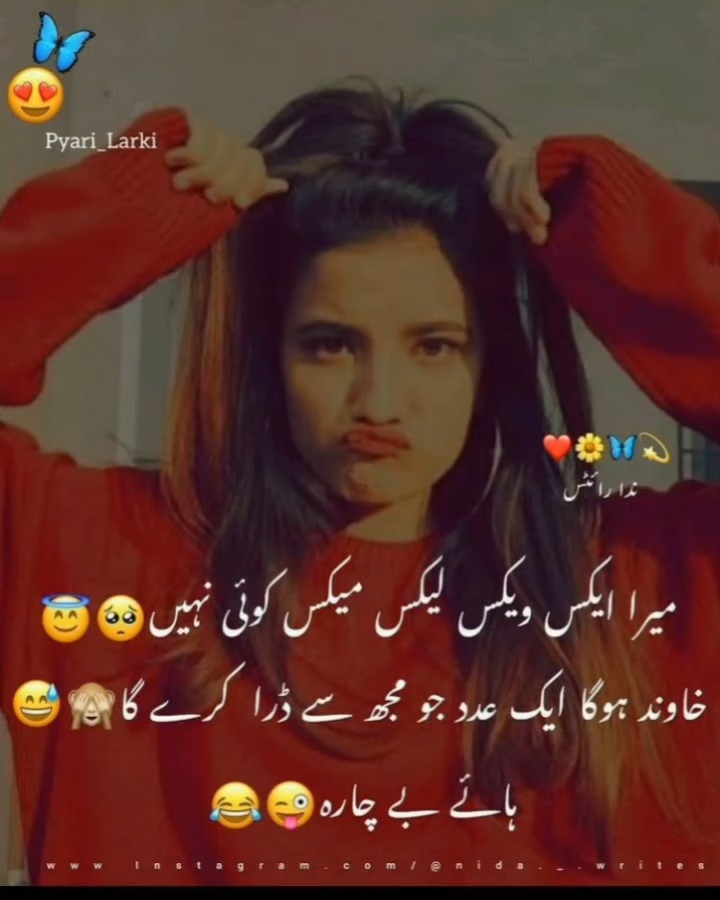 Pyari_Larki
ندا رائٹس
میرا ایکس ویکس لیکس میکس کوئی نہیں🥺😇
خاوند ہوگا ایک عدد جو مجھ سے ڈرا کرے گا🙈😅
ہائے بے چارہ😜😂
www Instagram.com/@nida._.writes